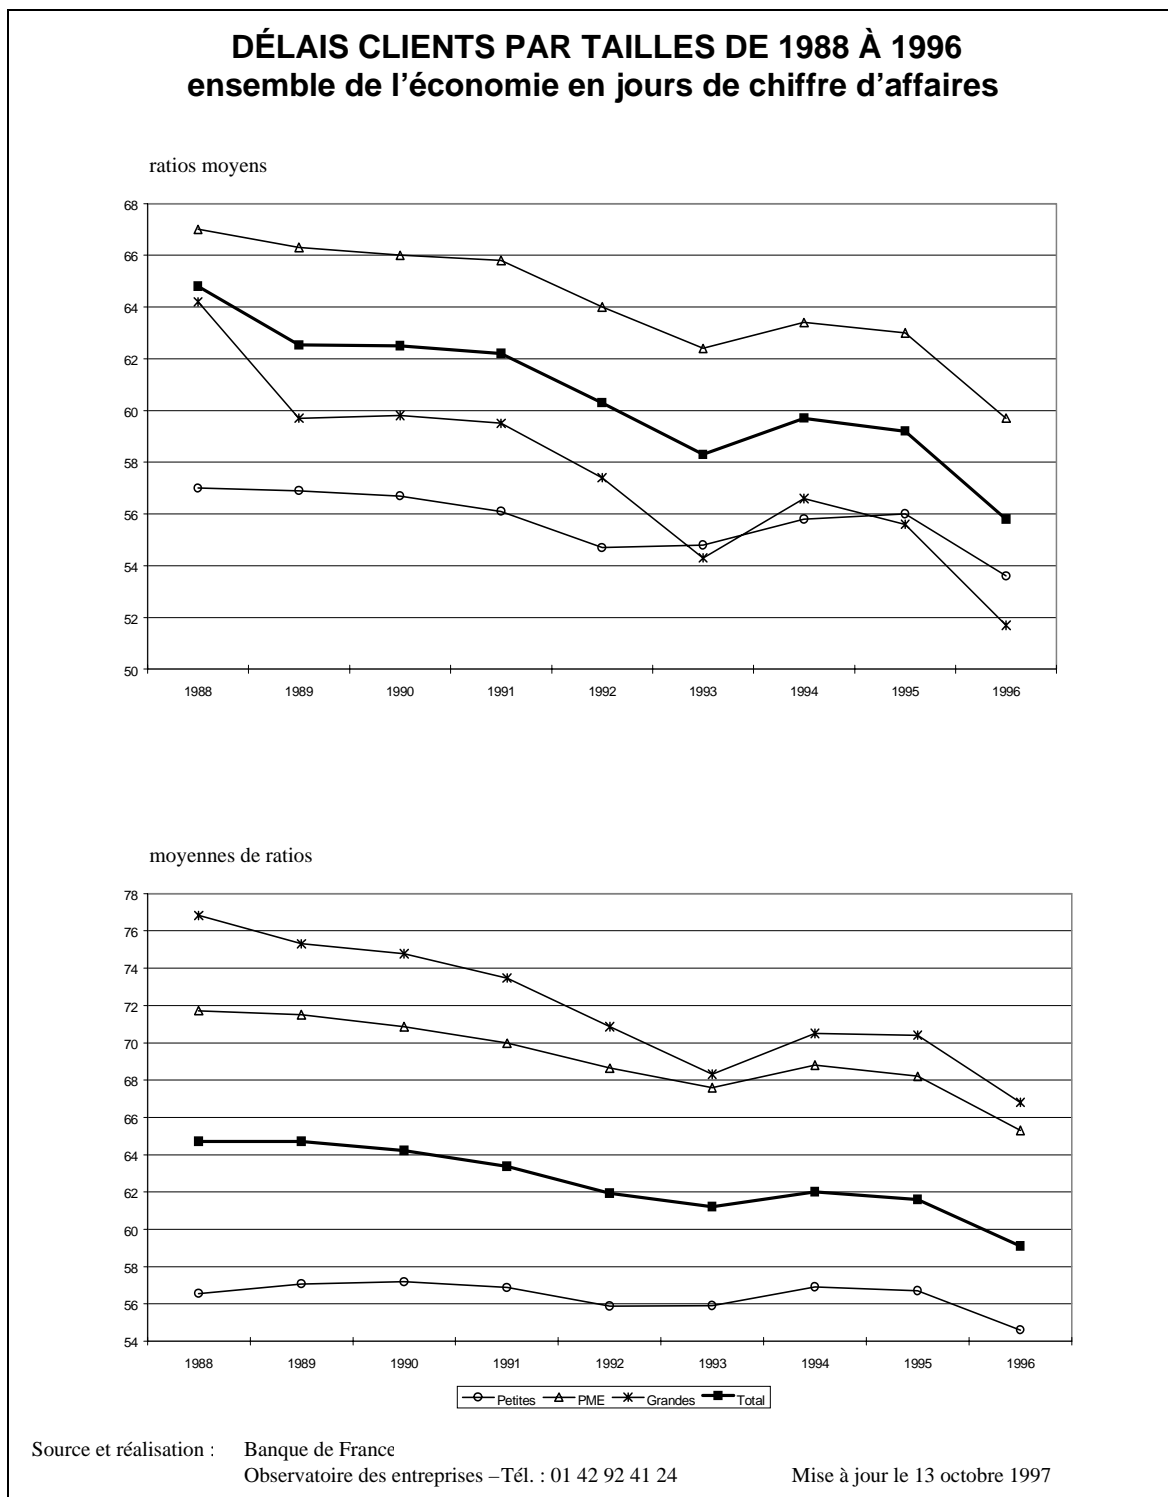 DÉLAIS CLIENTS PAR TAILLES DE 1988 À 1996
ensemble de l’économie en jours de chiffre d’affaires
ratios moyens
68
66
64
62
60
58
56
54
52
50
1988 1989 1990 1991 1992 1993 1994 1995 1996
moyennes de ratios
78
76
74
72
70
68
66
64
62
60
58
56
54
1988 1989 1990 1991 1992 1993 1994 1995 1996
Petites PME Grandes Total
Source et réalisation : Banque de France
Observatoire des entreprises – Tél. : 01 42 92 41 24 Mise à jour le 13 octobre 1997